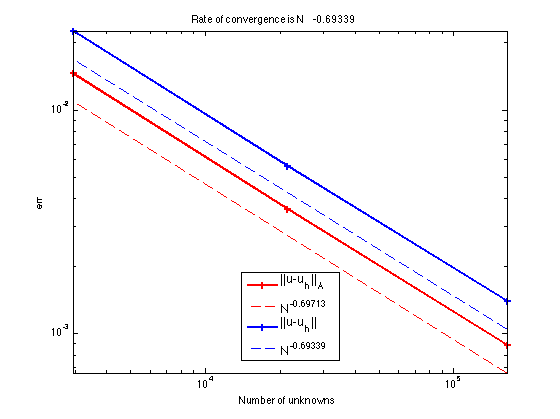 Rate of convergence is N -0.69339
err
10^-2
10^-3
||u-u_h||_A
N^-0.69713
||u-u_h||
N^-0.69339
10^4
10^5
Number of unknowns